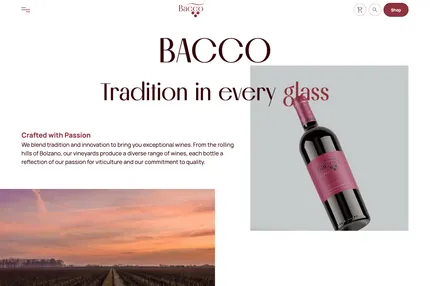 Bacco
Shop
BACCO
Tradition in every glass
Crafted with Passion
We blend tradition and innovation to bring you exceptional wines. From the rolling
hills of Bolzano, our vineyards produce a diverse range of wines, each bottle a
reflection of our passion for viticulture and our commitment to quality.